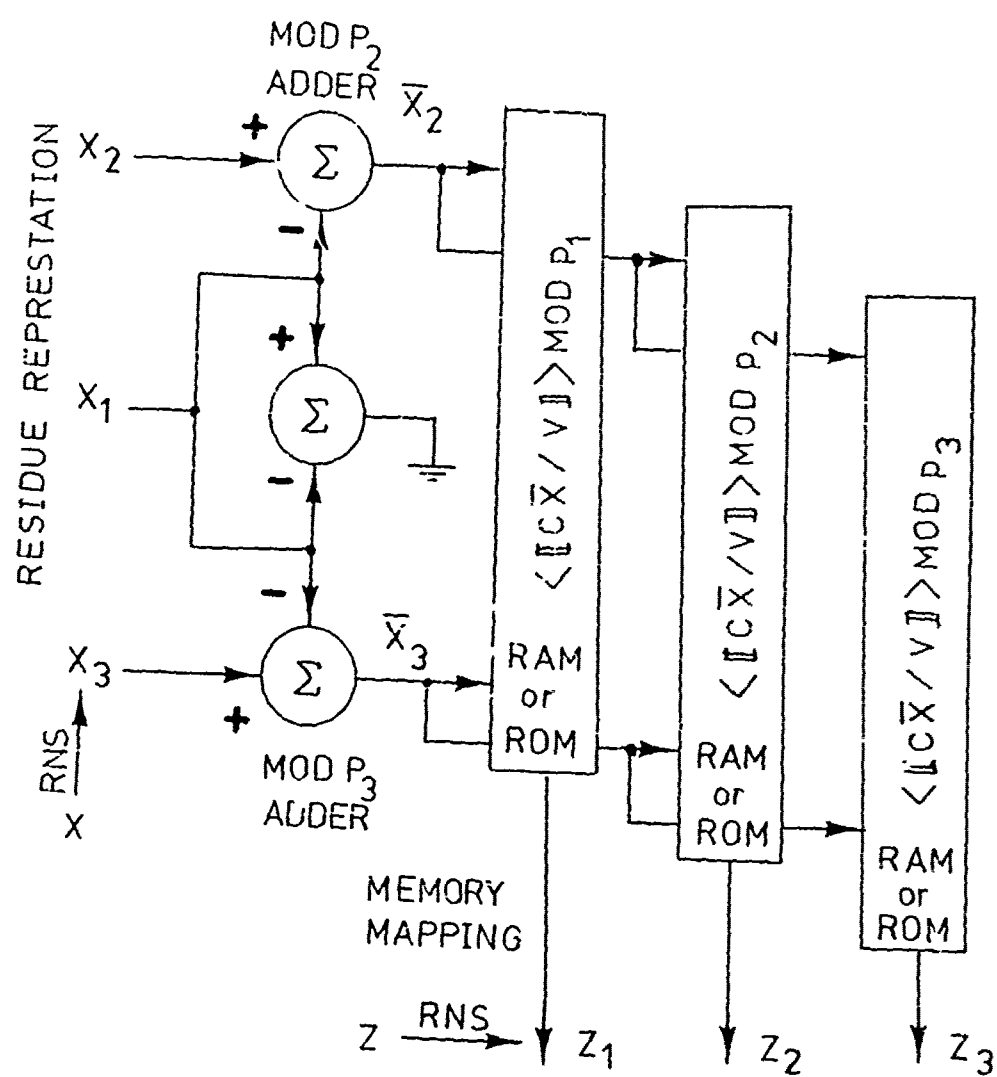 MOD P2
ADDER
X̅2
+
X2
Σ
−
RESIDUE REPRESTATION
+
X1
Σ
−
−
X̅3
X3
Σ
+
MOD P3
ADDER
RNS
X
<⟦CX̅/V⟧>MOD P1
RAM
or
ROM
<⟦CX̅/V⟧>MOD P2
RAM
or
ROM
<⟦CX̅/V⟧>MOD P3
RAM
or
ROM
MEMORY
MAPPING
Z RNS Z1 Z2 Z3